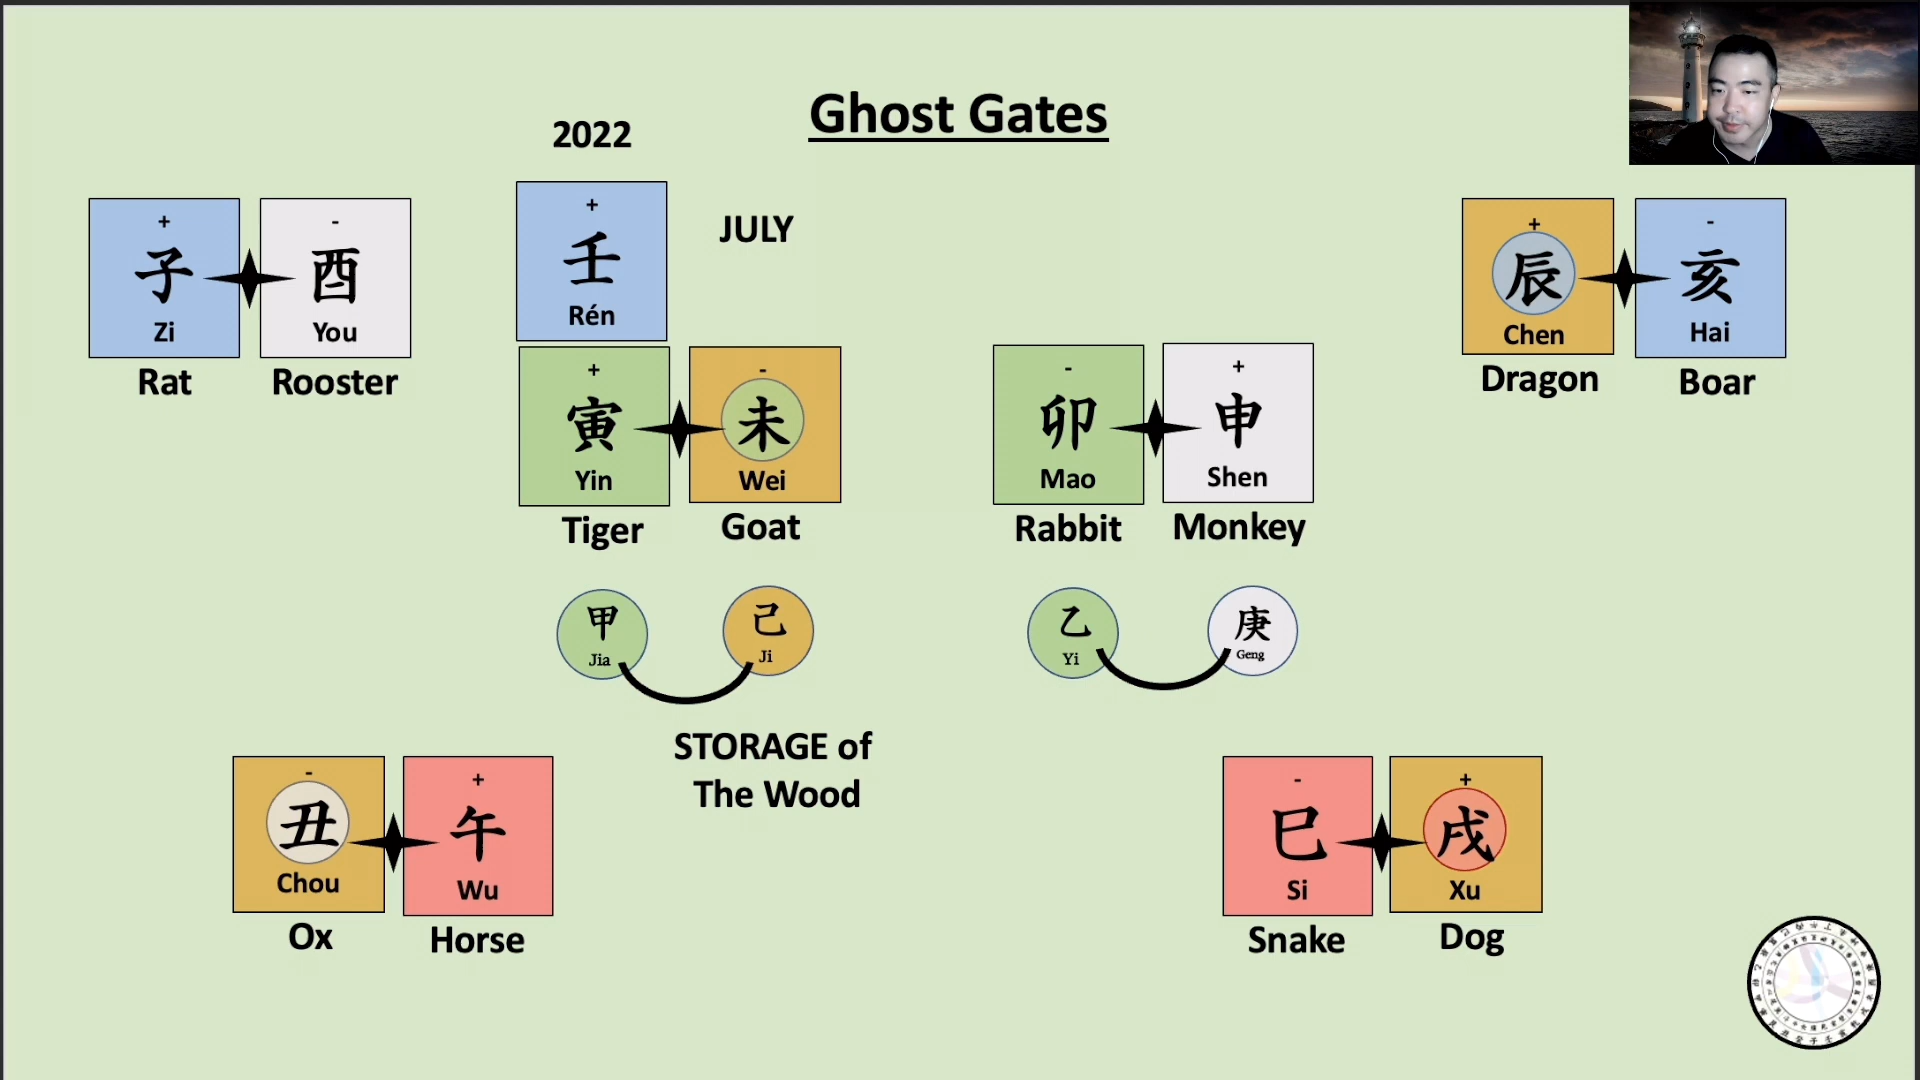 Ghost Gates
2022
JULY
+
子
Zi
Rat
-
酉
You
Rooster
+
壬
Rén
+
寅
Yin
Tiger
-
未
Wei
Goat
-
卯
Mao
Rabbit
+
申
Shen
Monkey
+
辰
Chen
Dragon
-
亥
Hai
Boar
甲
Jia
己
Ji
乙
Yi
庚
Geng
STORAGE of
The Wood
-
丑
Chou
Ox
+
午
Wu
Horse
-
巳
Si
Snake
+
戌
Xu
Dog